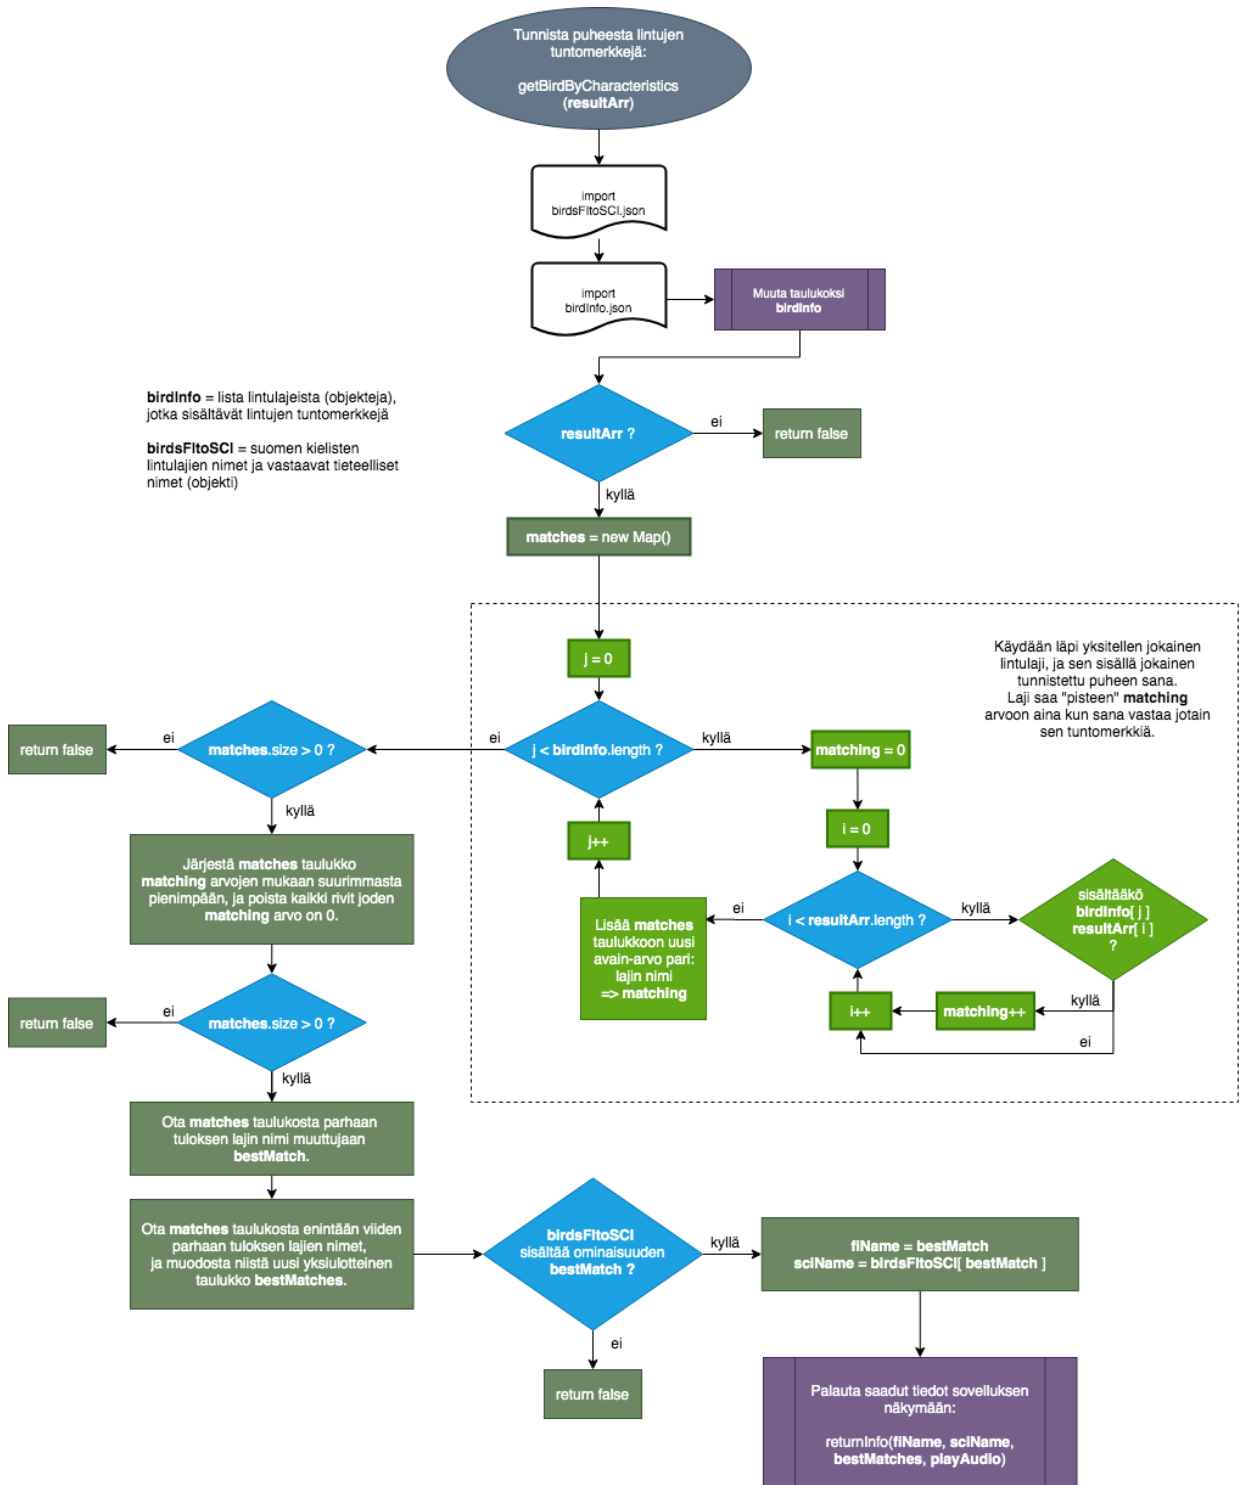 Tunnista puheesta lintujen
tuntomerkkejä:
getBirdByCharacteristics
(resultArr)
import
birdsFItoSCI.json
import
birdInfo.json
Muuta taulukoksi
birdInfo
birdInfo = lista lintulajeista (objekteja),
jotka sisältävät lintujen tuntomerkkejä
birdsFItoSCI = suomen kielisten
lintulajien nimet ja vastaavat tieteelliset
nimet (objekti)
resultArr ?
ei
return false
kyllä
matches = new Map()
Käydään läpi yksitellen jokainen
lintulaji, ja sen sisällä jokainen
tunnistettu puheen sana.
Laji saa "pisteen" matching
arvoon aina kun sana vastaa jotain
sen tuntomerkkiä.
j = 0
j < birdInfo.length ?
kyllä
matching = 0
i = 0
i < resultArr.length ?
kyllä
sisältääkö
birdInfo[ j ]
resultArr[ i ]
?
kyllä
matching++
ei
i++
ei
Lisää matches
taulukkoon uusi
avain-arvo pari:
lajin nimi
=> matching
j++
ei
matches.size > 0 ?
ei
return false
kyllä
Järjestä matches taulukko
matching arvojen mukaan suurimmasta
pienimpään, ja poista kaikki rivit joden
matching arvo on 0.
matches.size > 0 ?
ei
return false
kyllä
Ota matches taulukosta parhaan
tuloksen lajin nimi muuttujaan
bestMatch.
Ota matches taulukosta enintään viiden
parhaan tuloksen lajien nimet,
ja muodosta niistä uusi yksiulotteinen
taulukko bestMatches.
birdsFItoSCI
sisältää ominaisuuden
bestMatch ?
kyllä
fiName = bestMatch
sciName = birdsFItoSCI[ bestMatch ]
ei
return false
Palauta saadut tiedot sovelluksen
näkymään:
returnInfo(fiName, sciName,
bestMatches, playAudio)